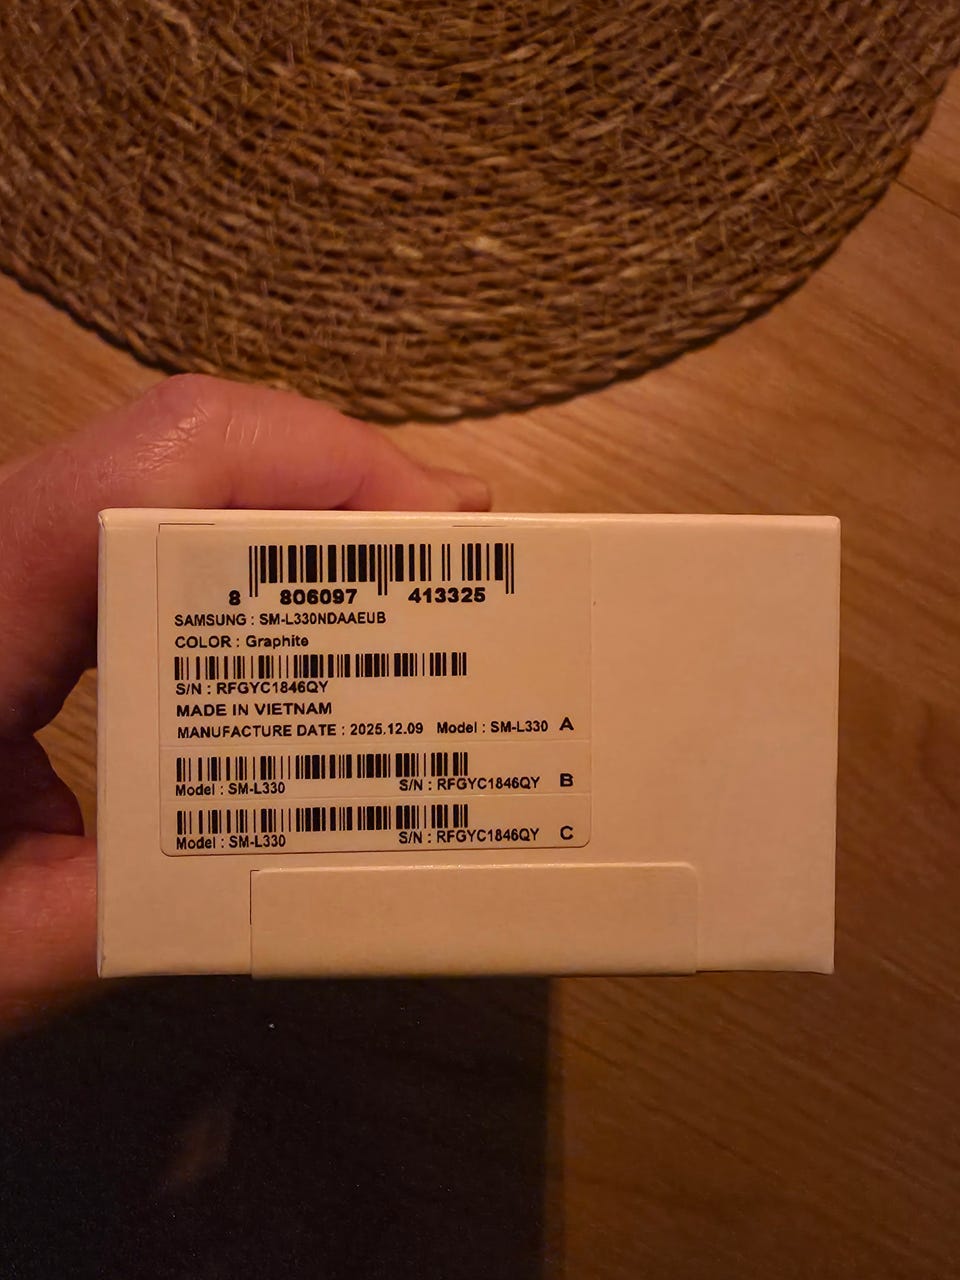 8 806097 413325
SAMSUNG : SM-L330NDAAEUB
COLOR : Graphite
S/N : RFGYC1846QY
MADE IN VIETNAM
MANUFACTURE DATE : 2025.12.09 Model : SM-L330 A
Model : SM-L330 S/N : RFGYC1846QY B
Model : SM-L330 S/N : RFGYC1846QY C